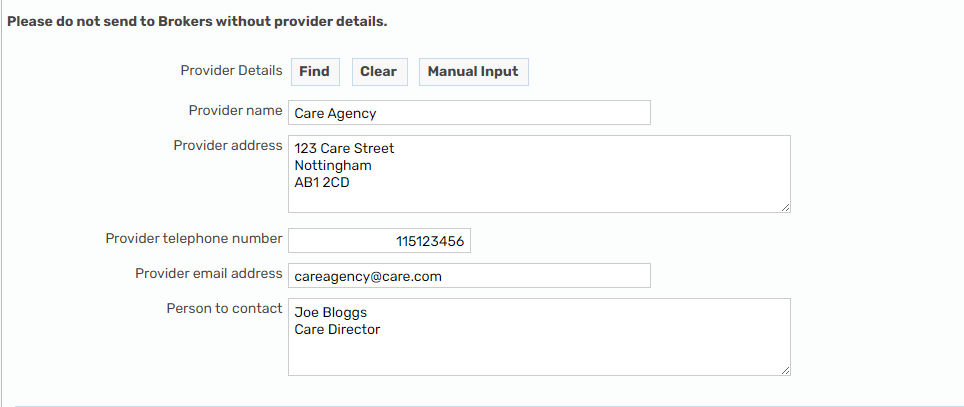 Please do not send to Brokers without provider details.
Provider Details Find Clear Manual Input
Provider name Care Agency
Provider address 123 Care Street
Nottingham
AB1 2CD
Provider telephone number 115123456
Provider email address careagency@care.com
Person to contact Joe Bloggs
Care Director